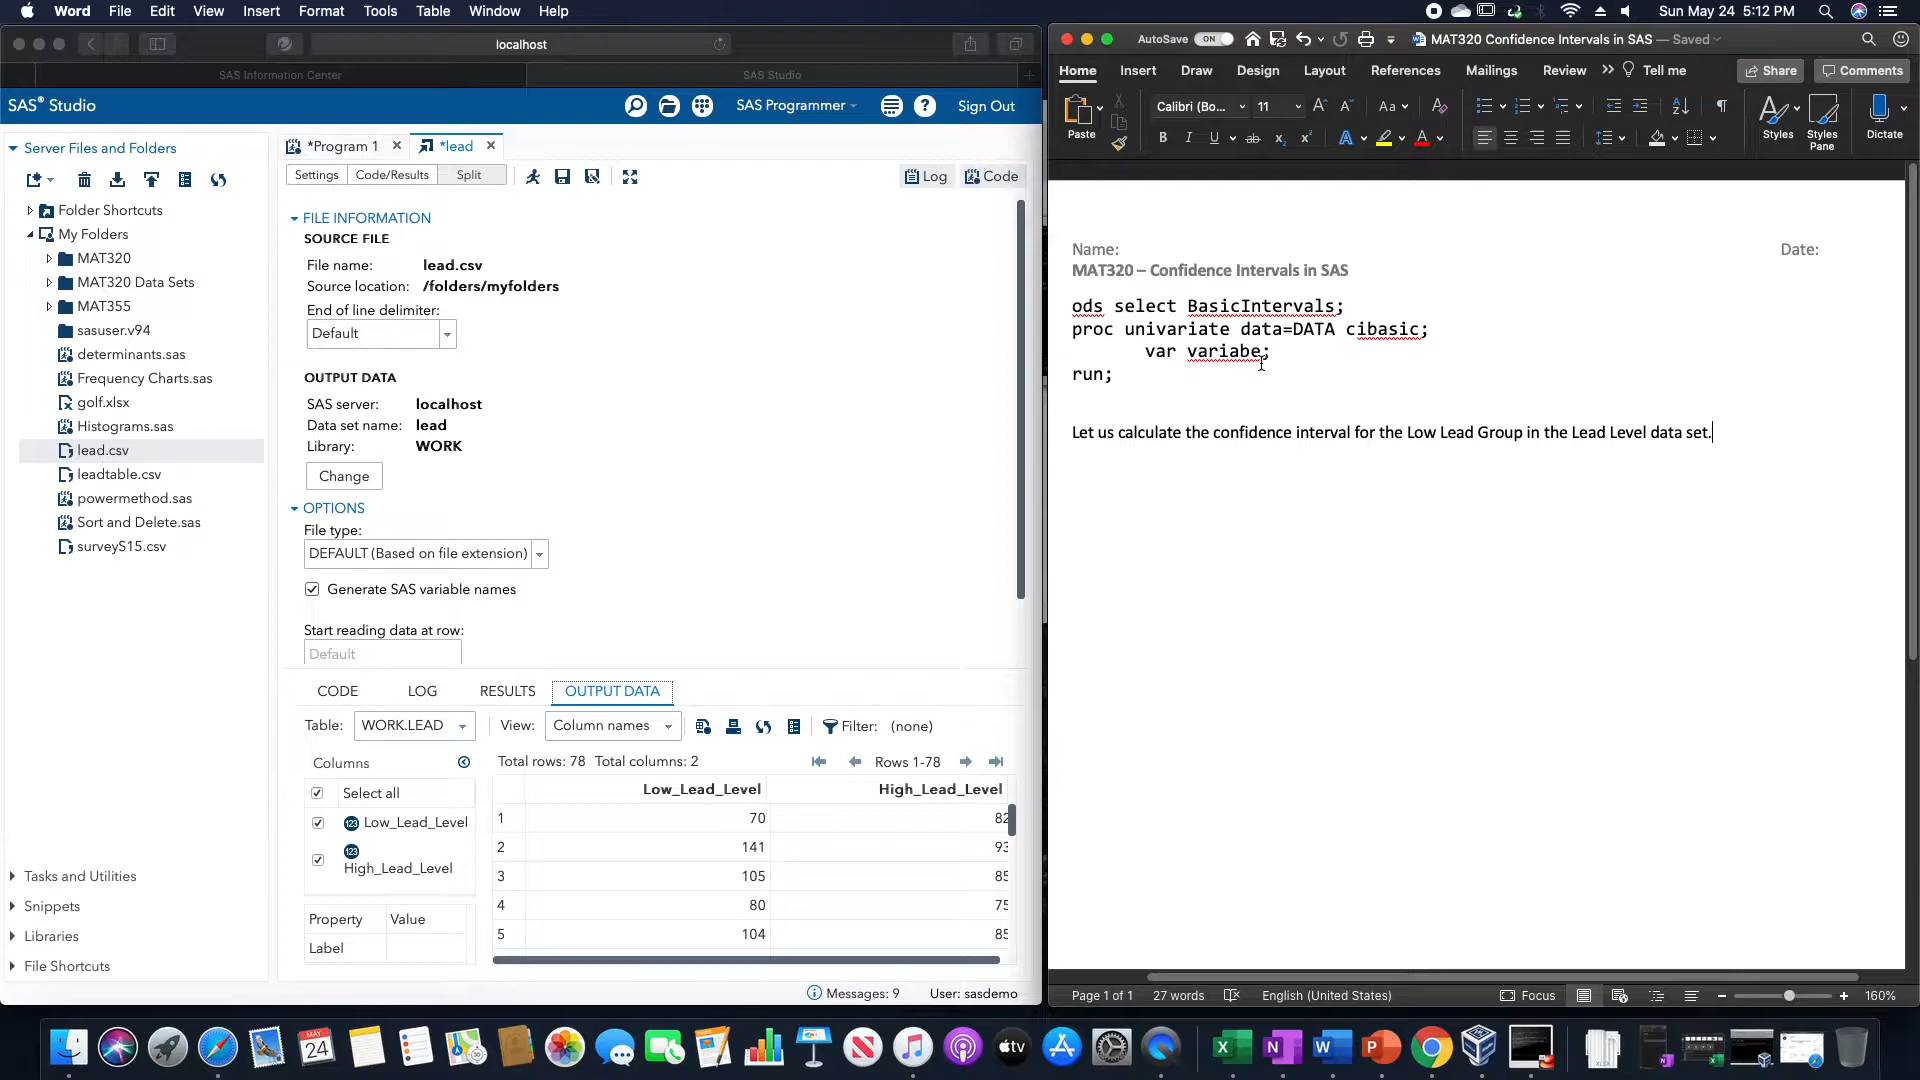 Word File Edit View Insert Format Tools Table Window Help
Sun May 24 5:12 PM
localhost
SAS Information Center
SAS Studio
SAS® Studio
SAS Programmer
Sign Out
Server Files and Folders
Folder Shortcuts
My Folders
MAT320
MAT320 Data Sets
MAT355
sasuser.v94
determinants.sas
Frequency Charts.sas
golf.xlsx
Histograms.sas
lead.csv
leadtable.csv
powermethod.sas
Sort and Delete.sas
surveyS15.csv
Tasks and Utilities
Snippets
Libraries
File Shortcuts
*Program 1
*lead
Settings Code/Results Split
Log Code
FILE INFORMATION
SOURCE FILE
File name: lead.csv
Source location: /folders/myfolders
End of line delimiter:
Default
OUTPUT DATA
SAS server: localhost
Data set name: lead
Library: WORK
Change
OPTIONS
File type:
DEFAULT (Based on file extension)
Generate SAS variable names
Start reading data at row:
Default
CODE LOG RESULTS OUTPUT DATA
Table: WORK.LEAD View: Column names Filter: (none)
Columns
Select all
123 Low_Lead_Level
123
High_Lead_Level
Property Value
Label
Total rows: 78 Total columns: 2 Rows 1-78
Low_Lead_Level High_Lead_Level
1 70 82
2 141 93
3 105 85
4 80 75
5 104 85
Messages: 9 User: sasdemo
AutoSave ON MAT320 Confidence Intervals in SAS — Saved
Home Insert Draw Design Layout References Mailings Review Tell me Share Comments
Paste
Calibri (Bo... 11
Styles
Styles Pane
Dictate
Name: Date:
MAT320 – Confidence Intervals in SAS
ods select BasicIntervals;
proc univariate data=DATA cibasic;
var variabe;
run;
Let us calculate the confidence interval for the Low Lead Group in the Lead Level data set.
Page 1 of 1 27 words English (United States) Focus 160%
MAY
24
tv